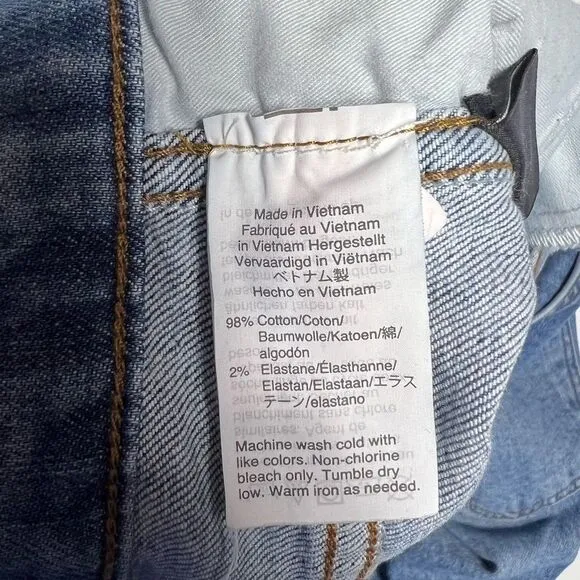 Made in Vietnam
Fabriqué au Vietnam
in Vietnam Hergestellt
Vervaardigd in Viëtnam
ベトナム製
Hecho en Vietnam
98% Cotton/Coton/
Baumwolle/Katoen/綿/
algodón
2% Elastane/Élasthanne/
Elastan/Elastaan/エラス
テーン/elastano
Machine wash cold with
like colors. Non-chlorine
bleach only. Tumble dry
low. Warm iron as needed.